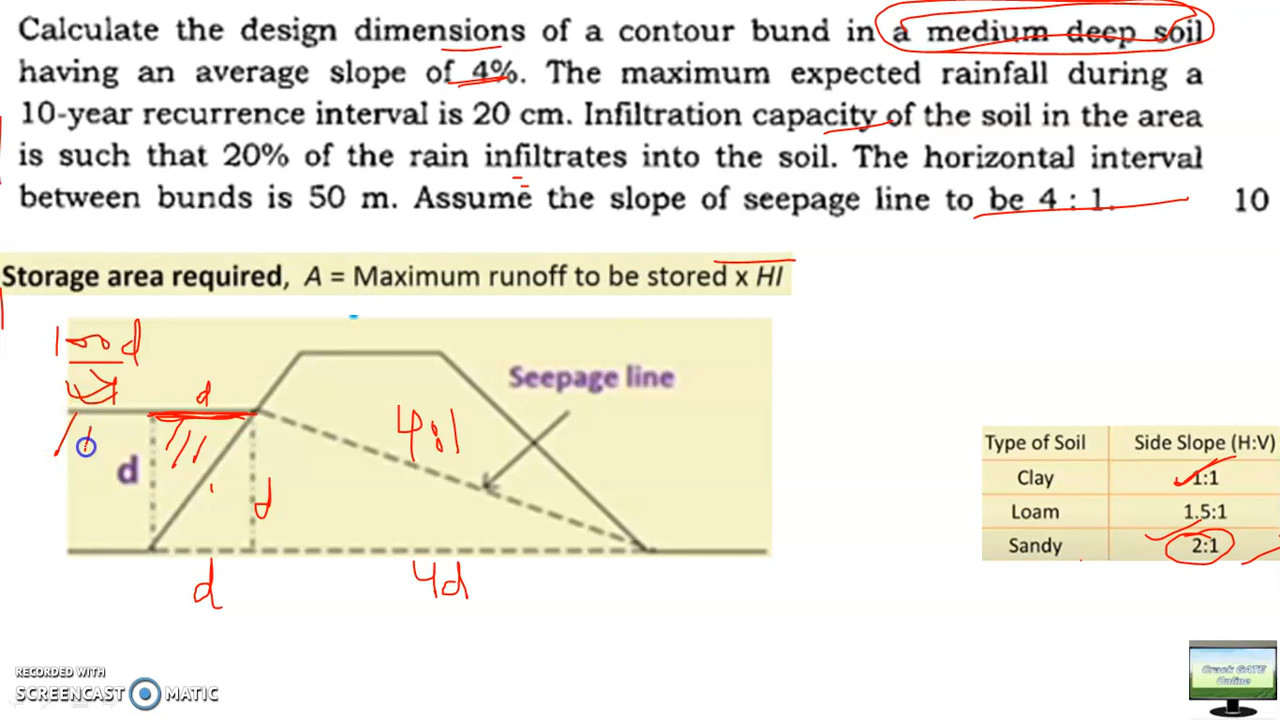 Calculate the design dimensions of a contour bund in a medium deep soil
having an average slope of 4%. The maximum expected rainfall during a
10-year recurrence interval is 20 cm. Infiltration capacity of the soil in the area
is such that 20% of the rain infiltrates into the soil. The horizontal interval
between bunds is 50 m. Assume the slope of seepage line to be 4 : 1. 10
Storage area required, A = Maximum runoff to be stored x HI
100 d
d
Seepage line
4:1
d
d
d
4d
Type of Soil Side Slope (H:V)
Clay 1:1
Loam 1.5:1
Sandy 2:1
RECORDED WITH
SCREENCAST MATIC
Crack GATE
Online